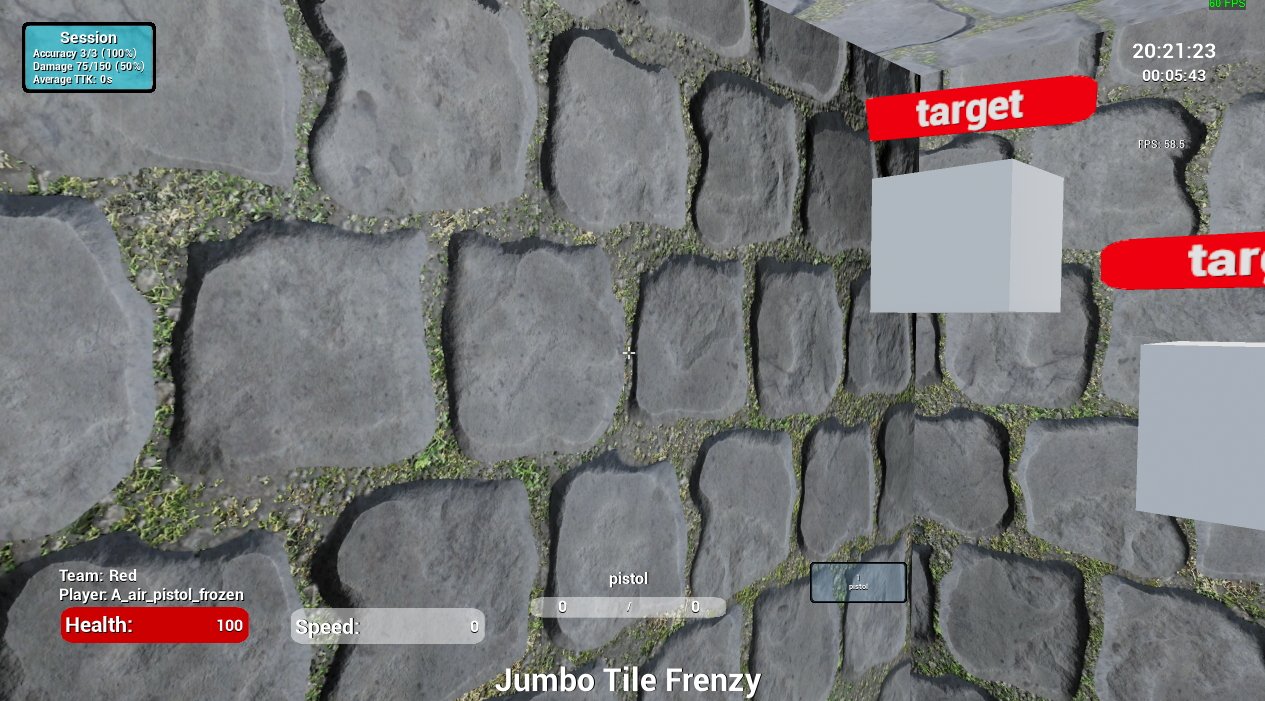 60 FPS
Session
Accuracy 3/3 (100%)
Damage 75/150 (50%)
Average TTK: 0s
20:21:23
00:05:43
target
FPS: 58.5
targ
Team: Red
Player: A_air_pistol_frozen
Health: 100
Speed: 0
pistol
0 / 0
1
pistol
Jumbo Tile Frenzy